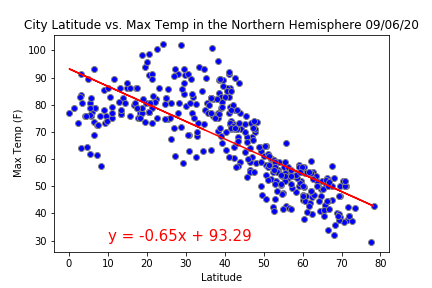 City Latitude vs. Max Temp in the Northern Hemisphere 09/06/20
100
90
80
70
60
50
40
30
Max Temp (F)
y = -0.65x + 93.29
0 10 20 30 40 50 60 70 80
Latitude